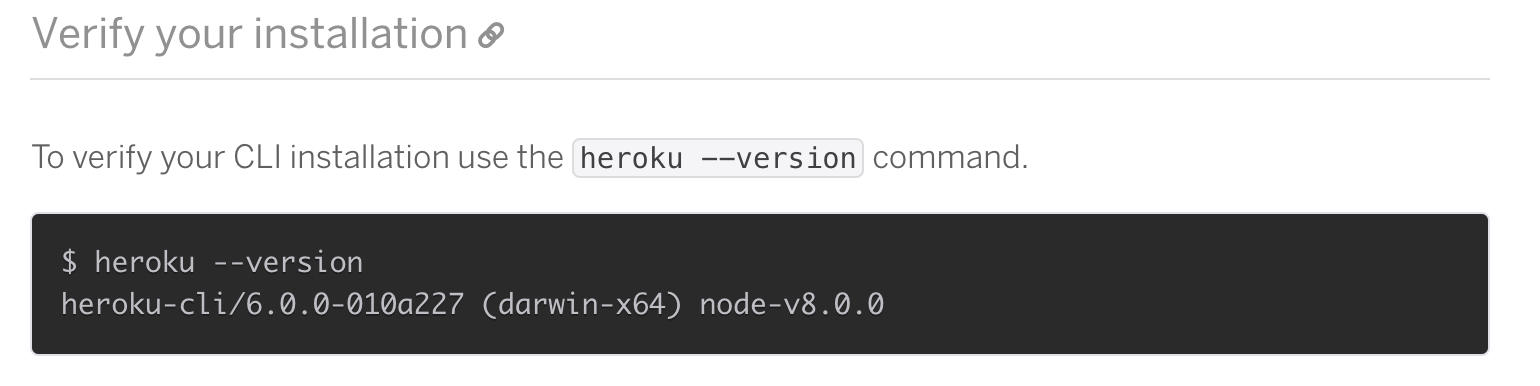 Verify your installation
To verify your CLI installation use the heroku --version command.
$ heroku --version
heroku-cli/6.0.0-010a227 (darwin-x64) node-v8.0.0